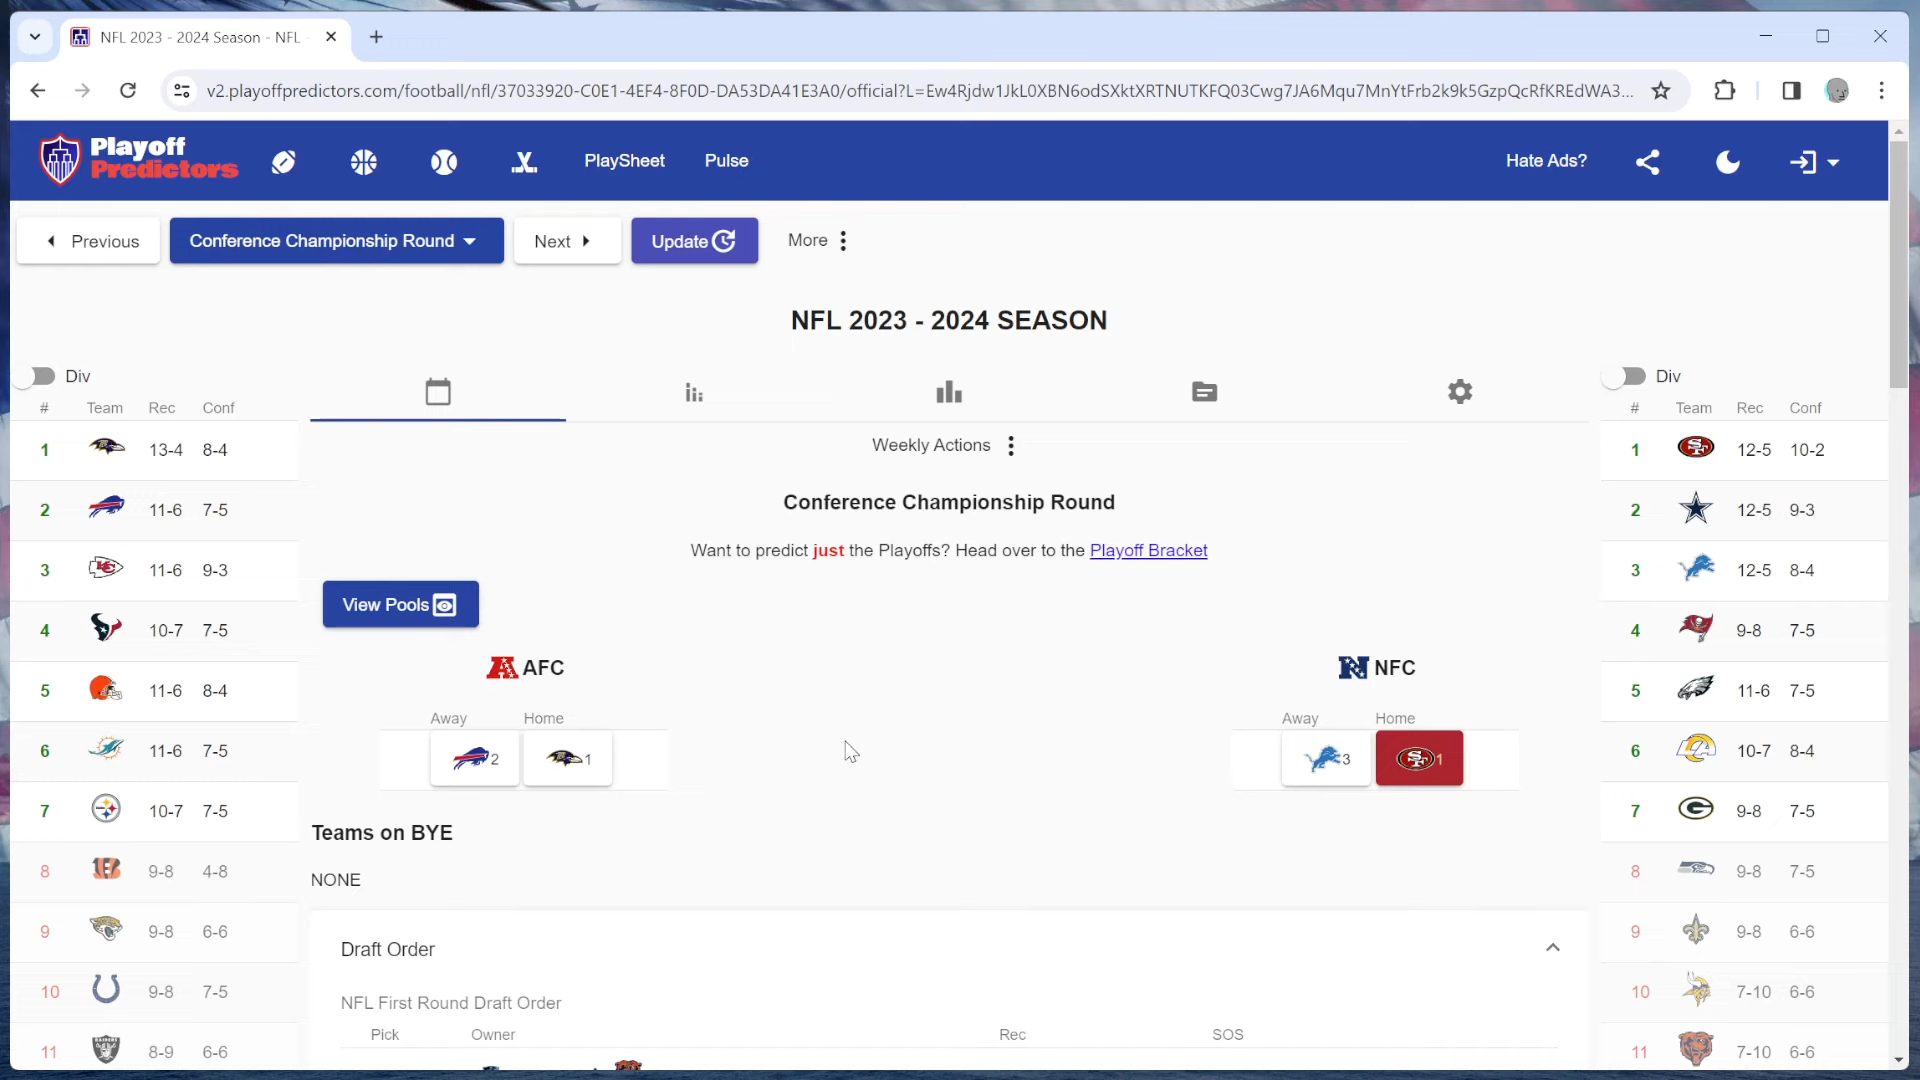 NFL 2023 - 2024 Season - NFL
v2.playoffpredictors.com/football/nfl/37033920-C0E1-4EF4-8F0D-DA53DA41E3A0/official?L=Ew4Rjdw1JkL0XBN6odSXktXRTNUTKFQ03Cwg7JA6Mqu7MnYtFrb2k9k5GzpQcRfKREdWA3...
Playoff
Predictors
PlaySheet
Pulse
Hate Ads?
Previous
Conference Championship Round
Next
Update
More
NFL 2023 - 2024 SEASON
Div
# Team Rec Conf
1 13-4 8-4
2 11-6 7-5
3 11-6 9-3
4 10-7 7-5
5 11-6 8-4
6 11-6 7-5
7 10-7 7-5
8 9-8 4-8
9 9-8 6-6
10 9-8 7-5
11 RAIDERS 8-9 6-6
Weekly Actions
Conference Championship Round
Want to predict just the Playoffs? Head over to the Playoff Bracket
View Pools
AFC
Away Home
2 1
NFC
Away Home
3 SF 1
Teams on BYE
NONE
Draft Order
NFL First Round Draft Order
Pick Owner Rec SOS
Div
# Team Rec Conf
1 SF 12-5 10-2
2 12-5 9-3
3 12-5 8-4
4 9-8 7-5
5 11-6 7-5
6 10-7 8-4
7 G 9-8 7-5
8 9-8 7-5
9 9-8 6-6
10 7-10 6-6
11 7-10 6-6